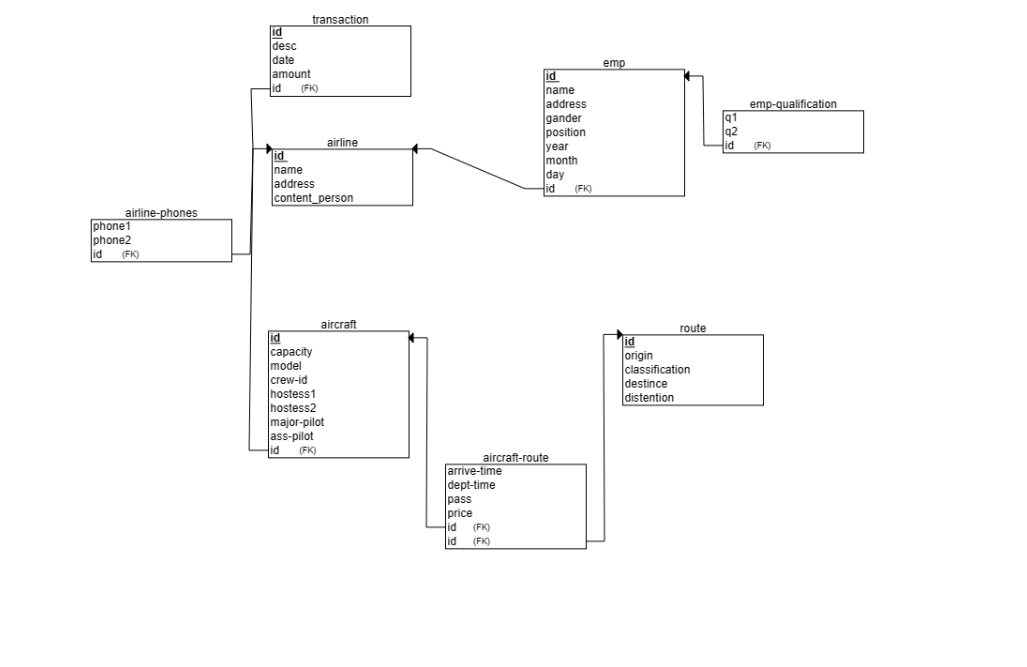 transaction
id
desc
date
amount
id (FK)
emp
id
name
address
gander
position
year
month
day
id (FK)
emp-qualification
q1
q2
id (FK)
airline
id
name
address
content_person
airline-phones
phone1
phone2
id (FK)
aircraft
id
capacity
model
crew-id
hostess1
hostess2
major-pilot
ass-pilot
id (FK)
route
id
origin
classification
destince
distention
aircraft-route
arrive-time
dept-time
pass
price
id (FK)
id (FK)